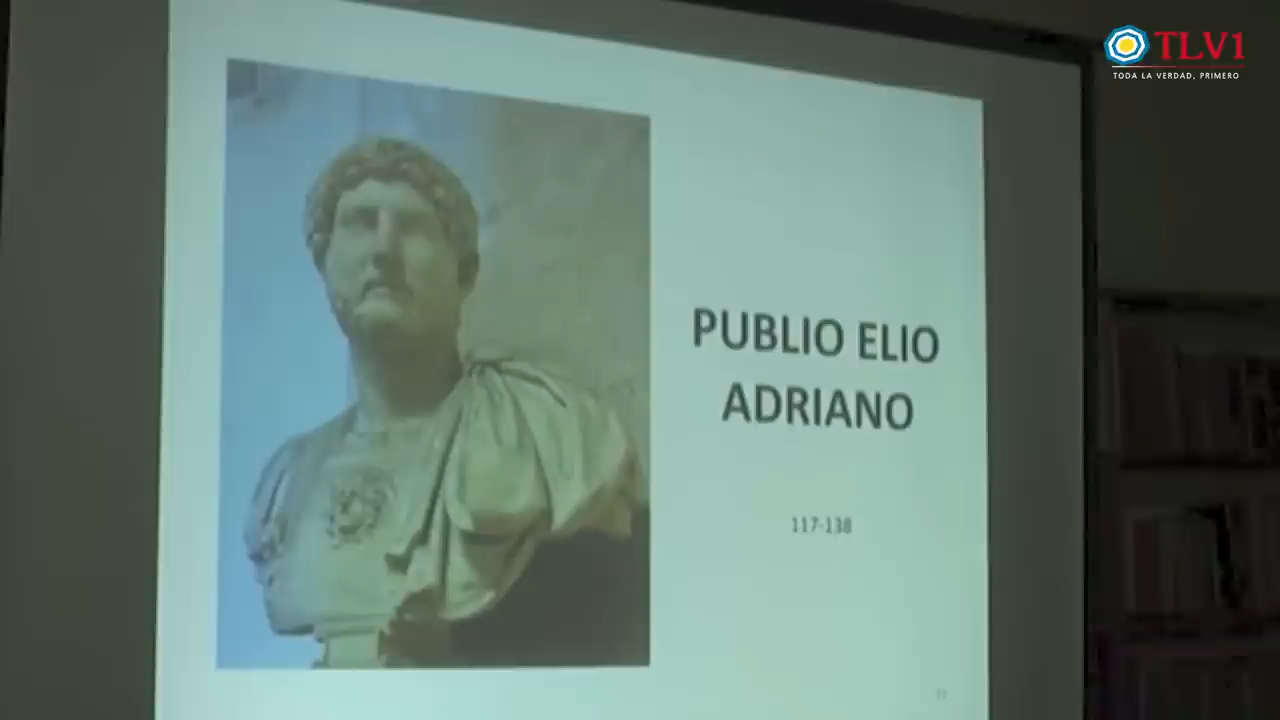 TLV1
TODA LA VERDAD, PRIMERO
PUBLIO ELIO
ADRIANO
117-138